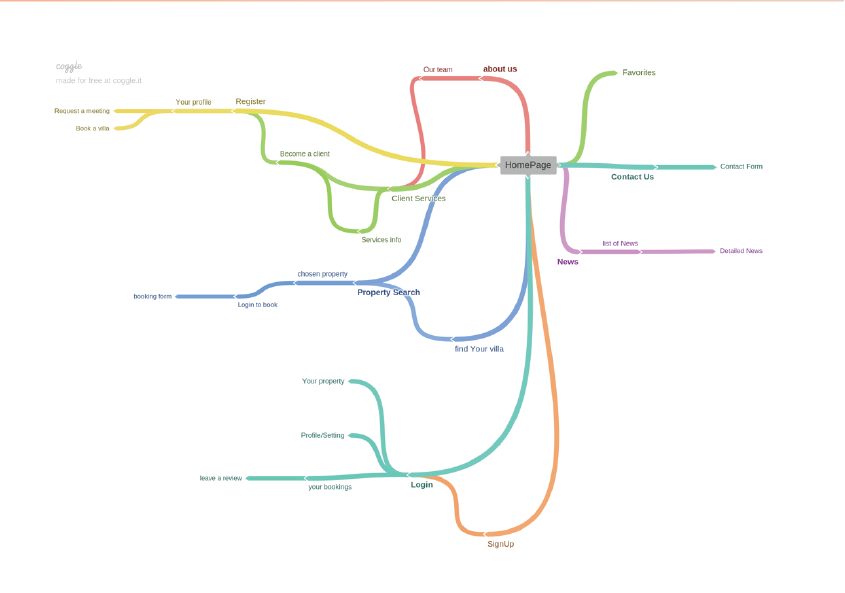 coggle
made for free at coggle.it
Our team
about us
Favorites
Request a meeting
Your profile
Register
Book a villa
Become a client
HomePage
Contact Us
Contact Form
Client Services
Services info
list of News
Detailed News
News
chosen property
Property Search
booking form
Login to book
find Your villa
Your property
Profile/Setting
leave a review
your bookings
Login
SignUp